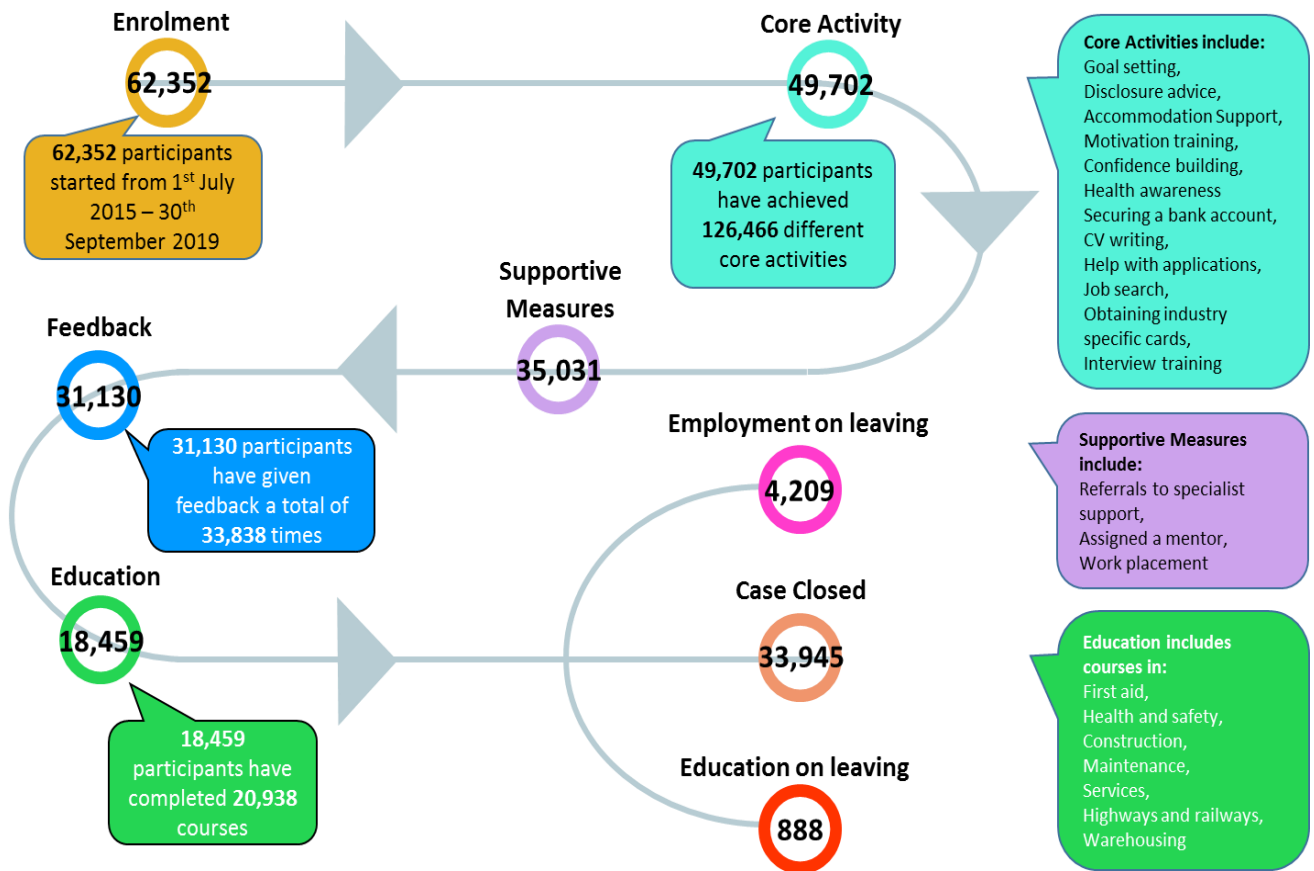 Enrolment
62,352
62,352 participants
started from 1st July
2015 – 30th
September 2019
Core Activity
49,702
49,702 participants
have achieved
126,466 different
core activities
Core Activities include:
Goal setting,
Disclosure advice,
Accommodation Support,
Motivation training,
Confidence building,
Health awareness
Securing a bank account,
CV writing,
Help with applications,
Job search,
Obtaining industry
specific cards,
Interview training
Supportive
Measures
35,031
Feedback
31,130
31,130 participants
have given
feedback a total of
33,838 times
Supportive Measures
include:
Referrals to specialist
support,
Assigned a mentor,
Work placement
Education
18,459
18,459
participants have
completed 20,938
courses
Employment on leaving
4,209
Case Closed
33,945
Education on leaving
888
Education includes
courses in:
First aid,
Health and safety,
Construction,
Maintenance,
Services,
Highways and railways,
Warehousing